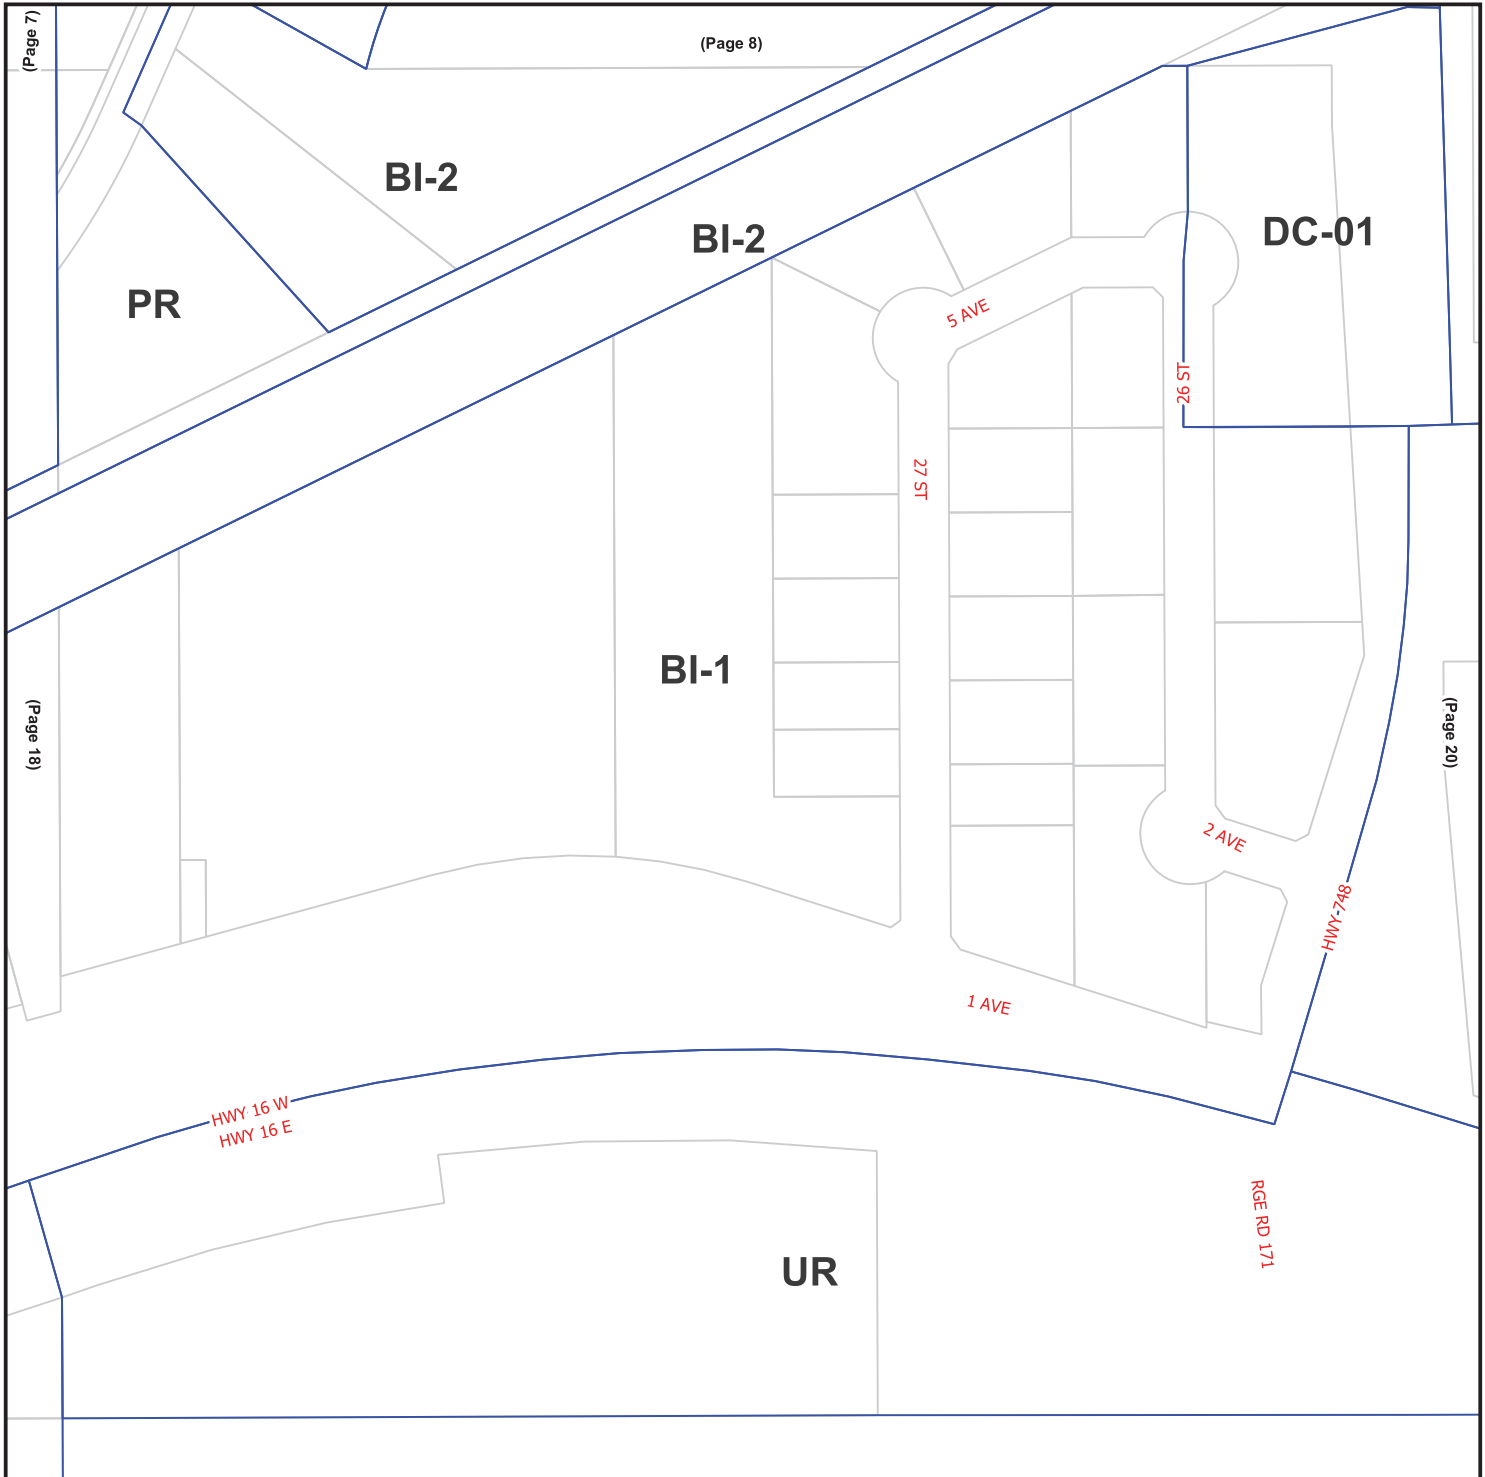 (Page 7)
(Page 8)
BI-2
BI-2
DC-01
PR
5 AVE
26 ST
27 ST
BI-1
(Page 18)
(Page 20)
2 AVE
HWY-748
1 AVE
HWY 16 W
HWY 16 E
RGE RD 171
UR